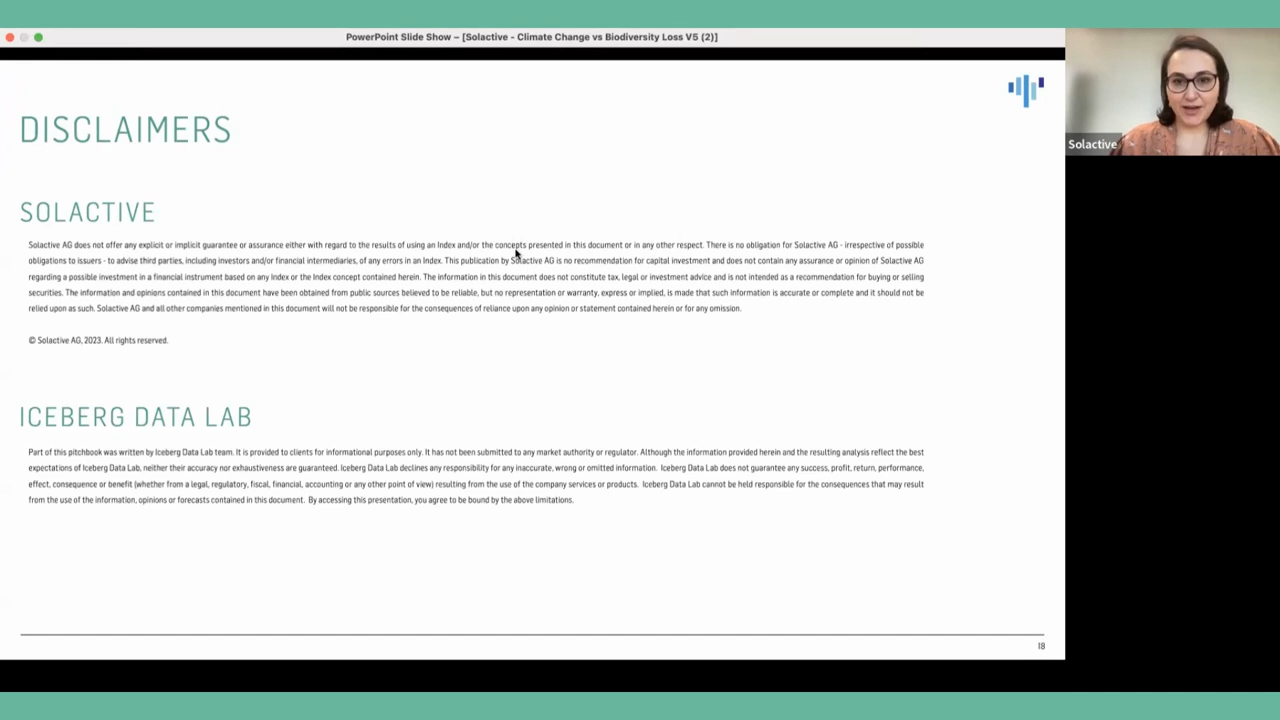 PowerPoint Slide Show – [Solactive - Climate Change vs Biodiversity Loss V5 (2)]
DISCLAIMERS
Solactive
SOLACTIVE
Solactive AG does not offer any explicit or implicit guarantee or assurance either with regard to the results of using an Index and/or the concepts presented in this document or in any other respect. There is no obligation for Solactive AG - irrespective of possible
obligations to issuers - to advise third parties, including investors and/or financial intermediaries, of any errors in an Index. This publication by Solactive AG is no recommendation for capital investment and does not contain any assurance or opinion of Solactive AG
regarding a possible investment in a financial instrument based on any Index or the Index concept contained herein. The information in this document does not constitute tax, legal or investment advice and is not intended as a recommendation for buying or selling
securities. The information and opinions contained in this document have been obtained from public sources believed to be reliable, but no representation or warranty, express or implied, is made that such information is accurate or complete and it should not be
relied upon as such. Solactive AG and all other companies mentioned in this document will not be responsible for the consequences of reliance upon any opinion or statement contained herein or for any omission.
© Solactive AG, 2023. All rights reserved.
ICEBERG DATA LAB
Part of this pitchbook was written by Iceberg Data Lab team. It is provided to clients for informational purposes only. It has not been submitted to any market authority or regulator. Although the information provided herein and the resulting analysis reflect the best
expectations of Iceberg Data Lab, neither their accuracy nor exhaustiveness are guaranteed. Iceberg Data Lab declines any responsibility for any inaccurate, wrong or omitted information. Iceberg Data Lab does not guarantee any success, profit, return, performance,
effect, consequence or benefit (whether from a legal, regulatory, fiscal, financial, accounting or any other point of view) resulting from the use of the company services or products. Iceberg Data Lab cannot be held responsible for the consequences that may result
from the use of the information, opinions or forecasts contained in this document. By accessing this presentation, you agree to be bound by the above limitations.
18